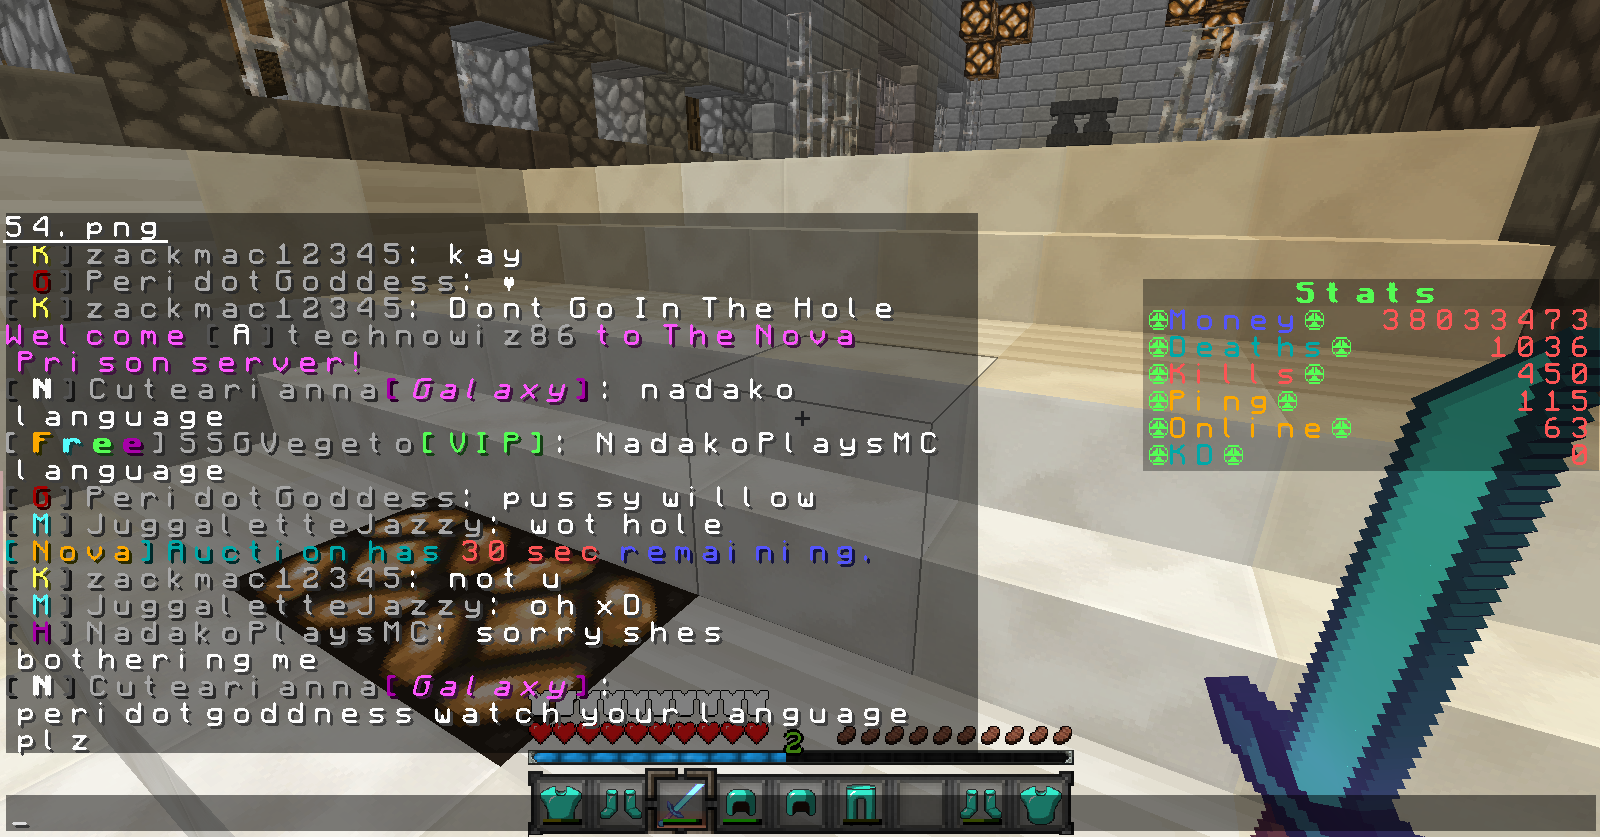 54.png
[K]zackmac12345: kay
[G]PeridotGoddess: ♥
[K]zackmac12345: Dont Go In The Hole
Welcome [A]technowiz86 to The Nova
Prison server!
[N]Cutearianna[Galaxy]: nadako
language
[Free]SSGVegeto[VIP]: NadakoPlaysMC
language
[G]PeridotGoddess: pus sy willow
[M]JuggaletteJazzy: wot hole
[Nova]Auction has 30 sec remaining.
[K]zackmac12345: not u
[M]JuggaletteJazzy: oh xD
[H]NadakoPlaysMC: sorry shes
bothering me
[N]Cutearianna[Galaxy]:
peridotgoddness watch your language
plz
_
Stats
Money 38033473
Deaths 1036
Kills 450
Ping 115
Online 63
KD 0
2